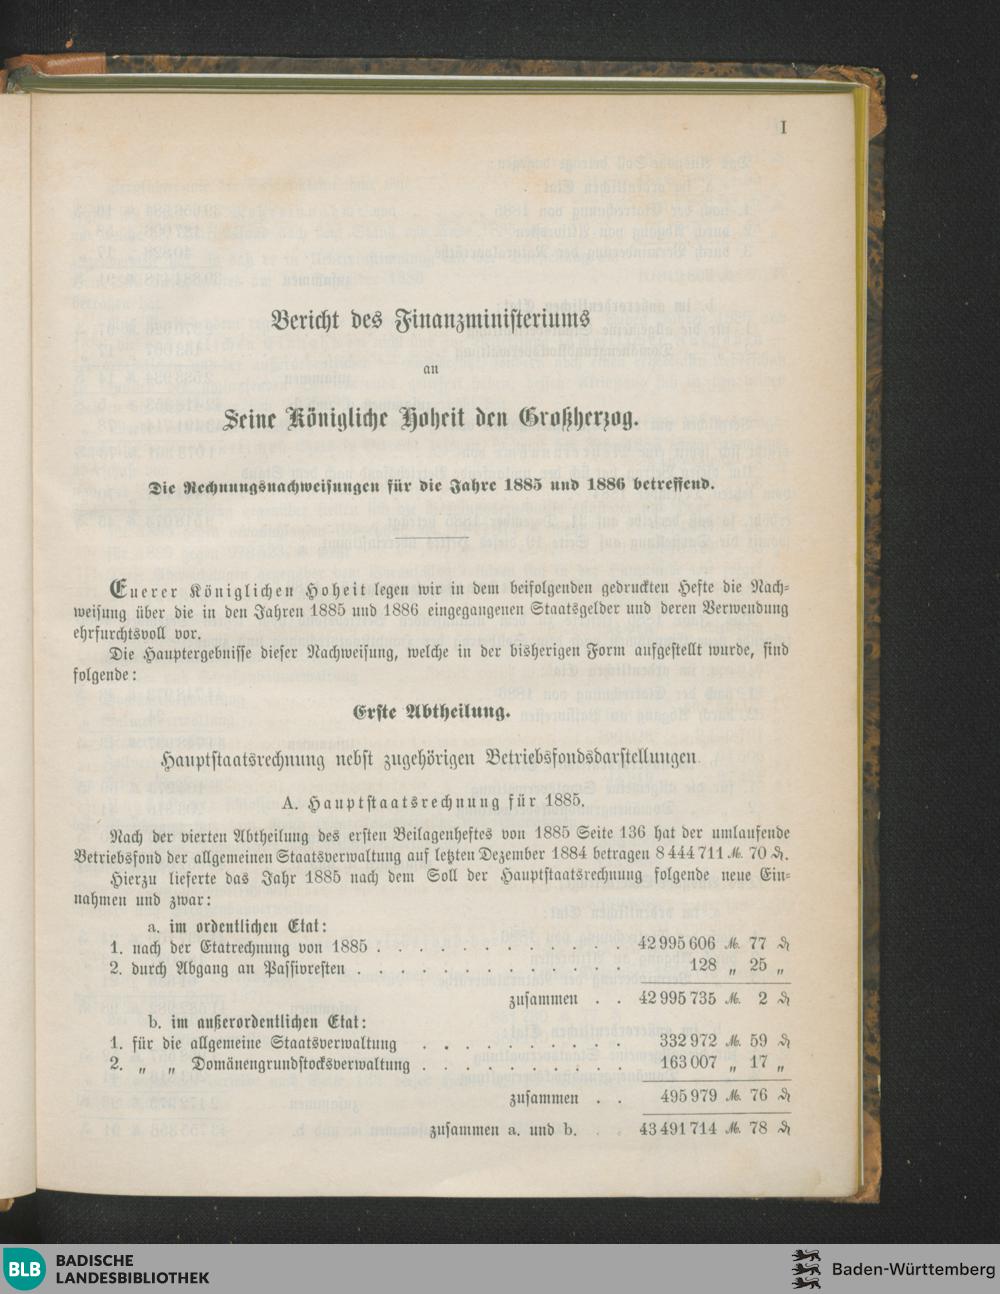 I
Bericht des Finanzministeriums
an
Seine Königliche Hoheit den Großherzog.
Die Rechnungsnachweisungen für die Jahre 1885 und 1886 betreffend.
Euerer Königlichen Hoheit legen wir in dem beifolgenden gedruckten Hefte die Nach-
weisung über die in den Jahren 1885 und 1886 eingegangenen Staatsgelder und deren Verwendung
ehrfurchtsvoll vor.
Die Hauptergebnisse dieser Nachweisung, welche in der bisherigen Form aufgestellt wurde, sind
folgende:
Erste Abtheilung.
Hauptstaatsrechnung nebst zugehörigen Betriebsfondsdarstellungen
A. Hauptstaatsrechnung für 1885.
Nach der vierten Abtheilung des ersten Beilagenheftes von 1885 Seite 136 hat der umlaufende
Betriebsfond der allgemeinen Staatsverwaltung auf letzten Dezember 1884 betragen 8 444 711 ℳ 70 ₰.
Hierzu lieferte das Jahr 1885 nach dem Soll der Hauptstaatsrechnung folgende neue Ein-
nahmen und zwar:
a. im ordentlichen Etat:
1. nach der Etatrechnung von 1885 . . . . . . . . . . . . 42 995 606 ℳ 77 ₰
2. durch Abgang an Passivresten . . . . . . . . . . . . . 128 „ 25 „
zusammen . . 42 995 735 ℳ 2 ₰
b. im außerordentlichen Etat:
1. für die allgemeine Staatsverwaltung . . . . . . . . . . 332 972 ℳ 59 ₰
2. „ „ Domänengrundstocksverwaltung . . . . . . . . . . 163 007 „ 17 „
zusammen . . 495 979 ℳ 76 ₰
zusammen a. und b. . . 43 491 714 ℳ 78 ₰
BLB BADISCHE
LANDESBIBLIOTHEK
Baden-Württemberg